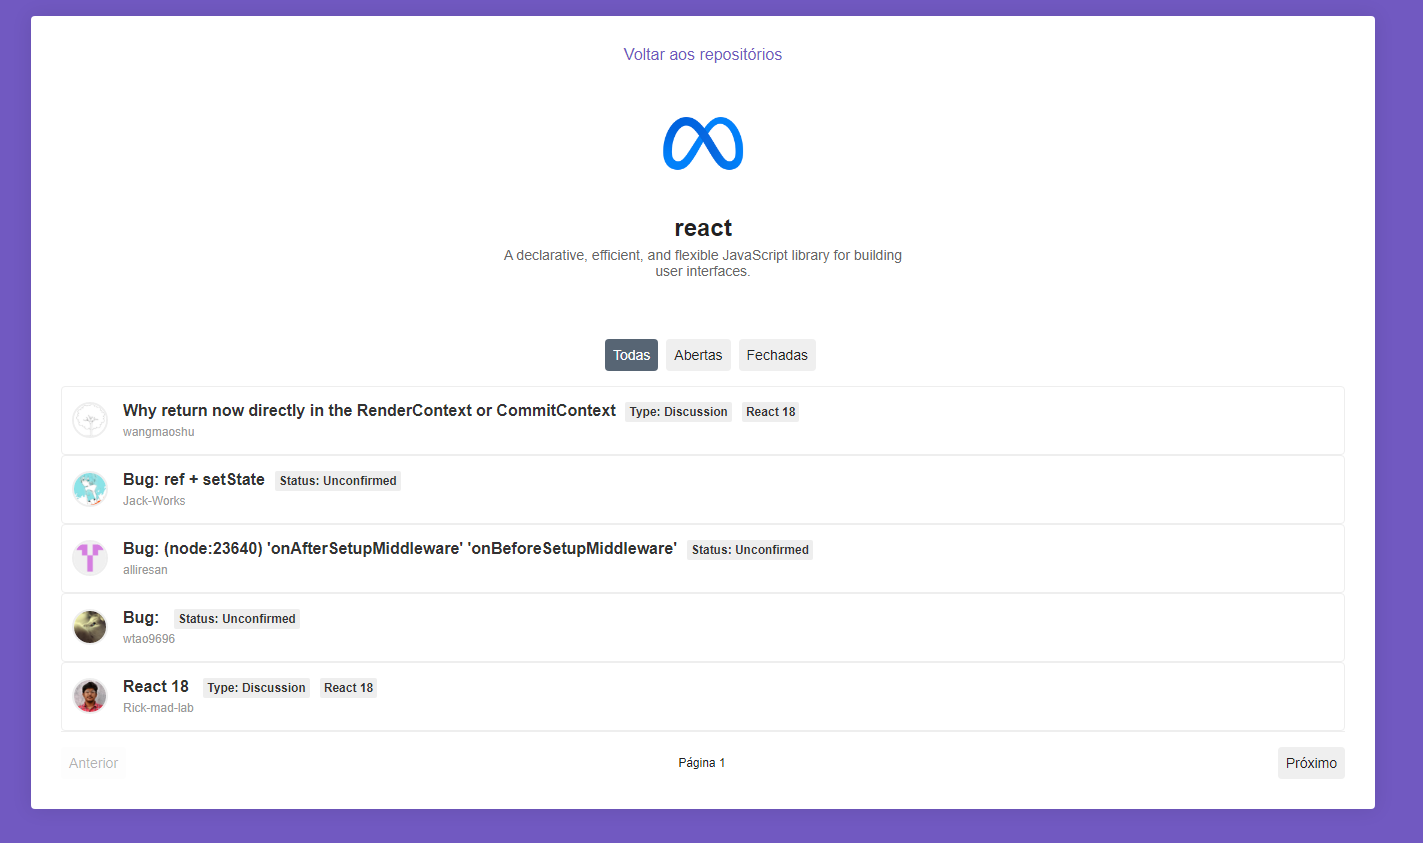 Voltar aos repositórios
react
A declarative, efficient, and flexible JavaScript library for building
user interfaces.
Todas Abertas Fechadas
Why return now directly in the RenderContext or CommitContext Type: Discussion React 18
wangmaoshu
Bug: ref + setState Status: Unconfirmed
Jack-Works
Bug: (node:23640) 'onAfterSetupMiddleware' 'onBeforeSetupMiddleware' Status: Unconfirmed
alliresan
Bug: Status: Unconfirmed
wtao9696
React 18 Type: Discussion React 18
Rick-mad-lab
Anterior Página 1 Próximo